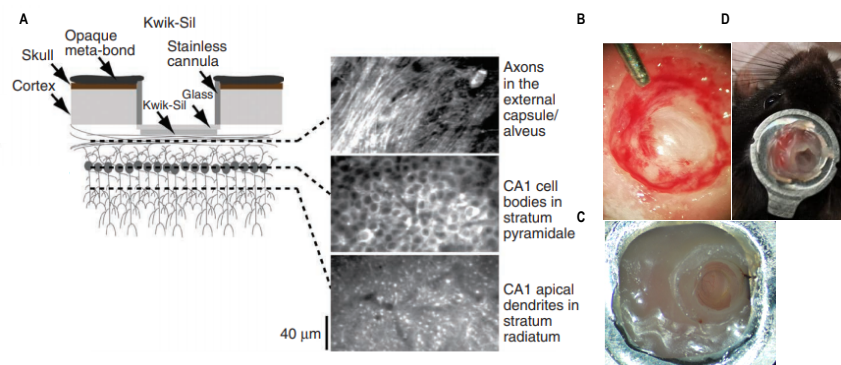 A
Kwik-Sil
Opaque
meta-bond
Skull
Cortex
Stainless
cannula
Glass
Kwik-Sil
Axons
in the
external
capsule/
alveus
CA1 cell
bodies in
stratum
pyramidale
CA1 apical
dendrites in
stratum
radiatum
40 μm
B
D
C